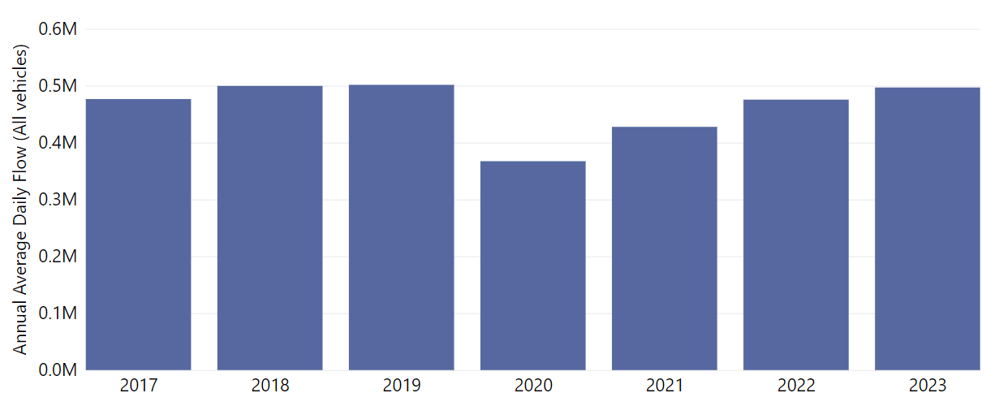 Annual Average Daily Flow (All vehicles)
0.6M
0.5M
0.4M
0.3M
0.2M
0.1M
0.0M
2017 2018 2019 2020 2021 2022 2023